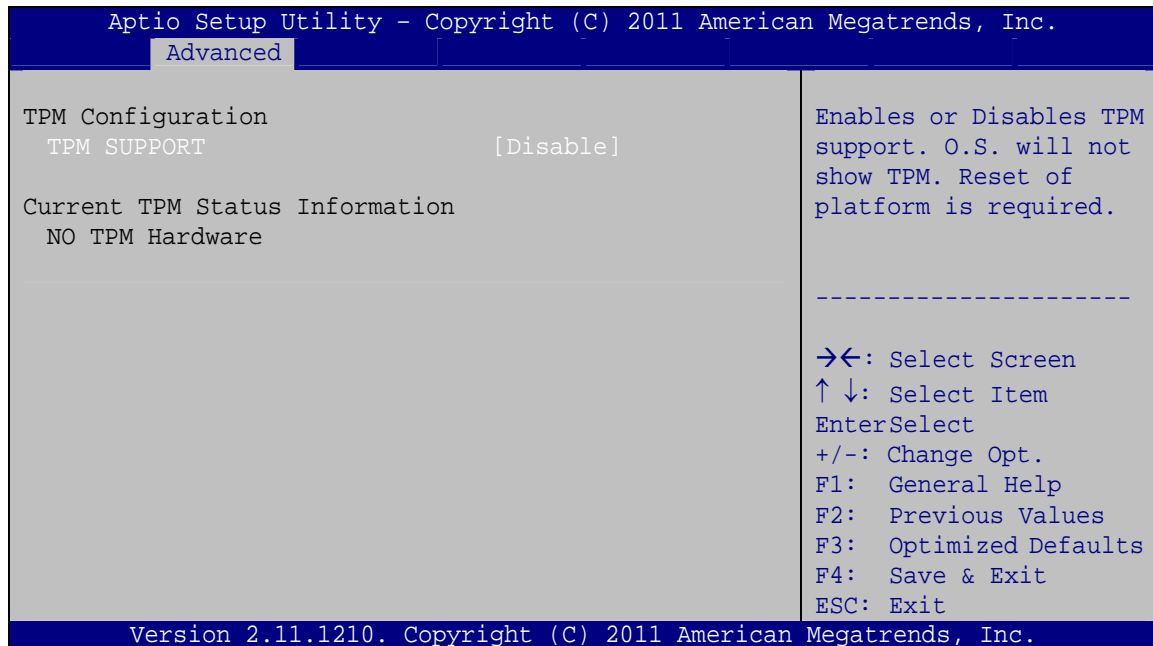 Aptio Setup Utility – Copyright (C) 2011 American Megatrends, Inc.
Advanced
TPM Configuration
TPM SUPPORT [Disable]
Current TPM Status Information
NO TPM Hardware
Enables or Disables TPM
support. O.S. will not
show TPM. Reset of
platform is required.
----------------------
→←: Select Screen
↑ ↓: Select Item
EnterSelect
+/-: Change Opt.
F1: General Help
F2: Previous Values
F3: Optimized Defaults
F4: Save & Exit
ESC: Exit
Version 2.11.1210. Copyright (C) 2011 American Megatrends, Inc.